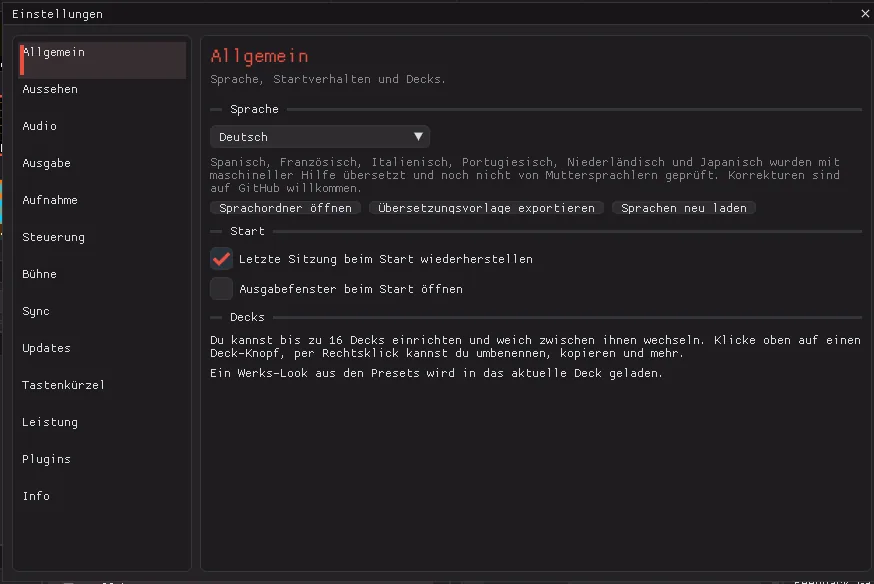 Einstellungen
Allgemein
Aussehen
Audio
Ausgabe
Aufnahme
Steuerung
Bühne
Sync
Updates
Tastenkürzel
Leistung
Plugins
Info
Allgemein
Sprache, Startverhalten und Decks.
Sprache
Deutsch
Spanisch, Französisch, Italienisch, Portugiesisch, Niederländisch und Japanisch wurden mit
maschineller Hilfe übersetzt und noch nicht von Muttersprachlern geprüft. Korrekturen sind
auf GitHub willkommen.
Sprachordner öffnen Übersetzungsvorlage exportieren Sprachen neu laden
Start
Letzte Sitzung beim Start wiederherstellen
Ausgabefenster beim Start öffnen
Decks
Du kannst bis zu 16 Decks einrichten und weich zwischen ihnen wechseln. Klicke oben auf einen
Deck-Knopf, per Rechtsklick kannst du umbenennen, kopieren und mehr.
Ein Werks-Look aus den Presets wird in das aktuelle Deck geladen.